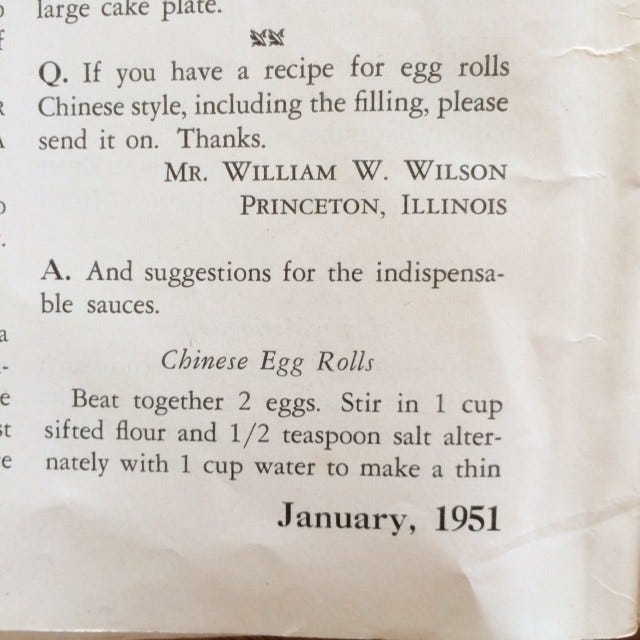 large cake plate.
Q. If you have a recipe for egg rolls
Chinese style, including the filling, please
send it on. Thanks.
MR. WILLIAM W. WILSON
PRINCETON, ILLINOIS
A. And suggestions for the indispensa-
ble sauces.
Chinese Egg Rolls
Beat together 2 eggs. Stir in 1 cup
sifted flour and 1/2 teaspoon salt alter-
nately with 1 cup water to make a thin
January, 1951